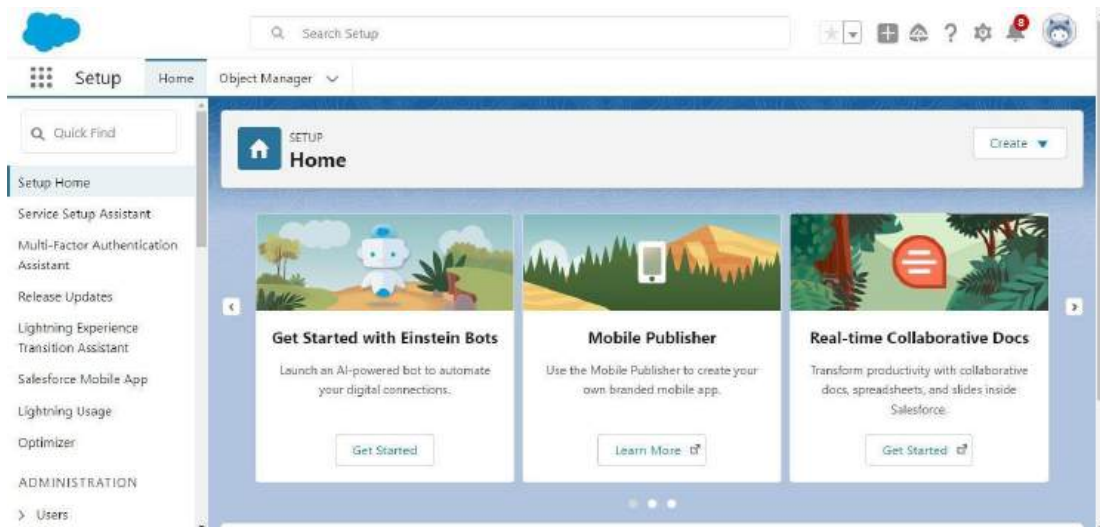 Search Setup
8
Setup
Home
Object Manager
Quick Find
Setup Home
Service Setup Assistant
Multi-Factor Authentication
Assistant
Release Updates
Lightning Experience
Transition Assistant
Salesforce Mobile App
Lightning Usage
Optimizer
ADMINISTRATION
Users
SETUP
Home
Create
Get Started with Einstein Bots
Launch an AI-powered bot to automate
your digital connections.
Get Started
Mobile Publisher
Use the Mobile Publisher to create your
own branded mobile app.
Learn More
Real-time Collaborative Docs
Transform productivity with collaborative
docs, spreadsheets, and slides inside
Salesforce.
Get Started